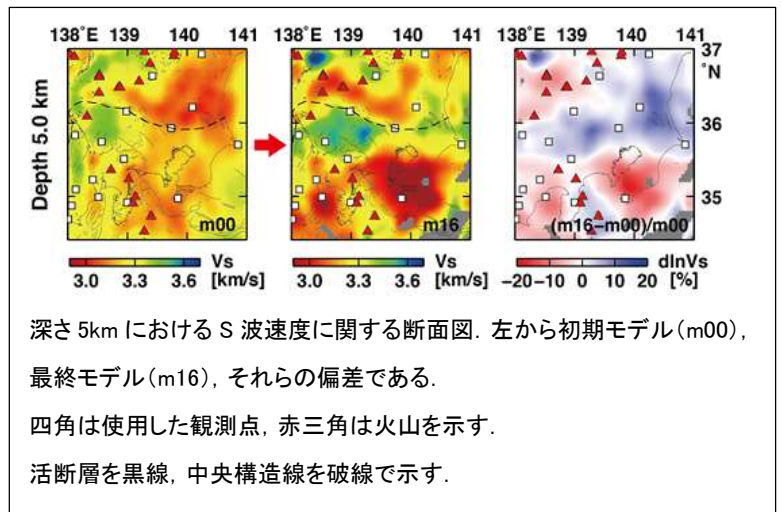 138˚E 139 140 141 138˚E 139 140 141 138˚E 139 140 141
Depth 5.0 km
37
˚N
36
35
m00
m16
(m16−m00)/m00
3.0 3.3 3.6
Vs
[km/s]
3.0 3.3 3.6
Vs
[km/s]
−20−10 0 10 20
dlnVs
[%]
深さ 5km における S 波速度に関する断面図．左から初期モデル（m00），
最終モデル（m16），それらの偏差である．
四角は使用した観測点，赤三角は火山を示す．
活断層を黒線，中央構造線を破線で示す．